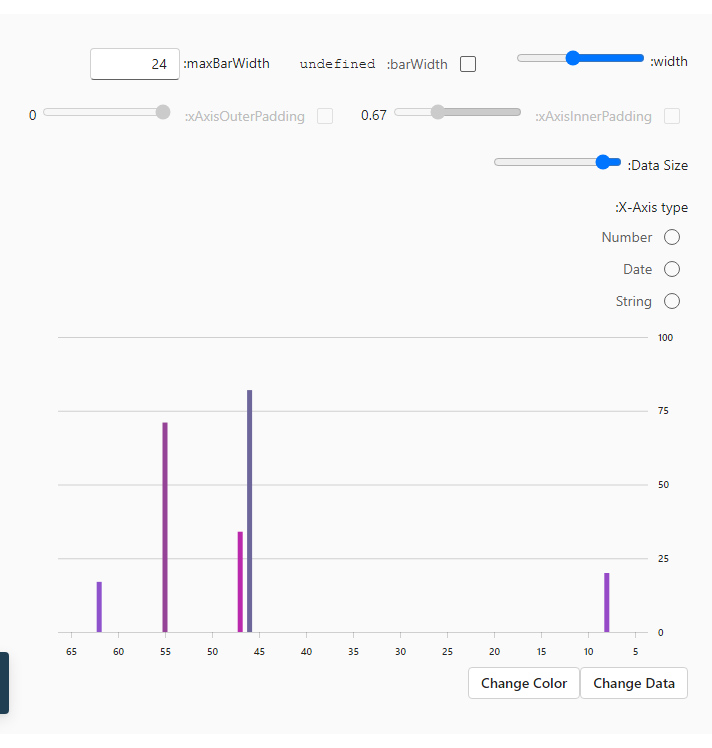 width:
barWidth: undefined
maxBarWidth: 24
xAxisInnerPadding: 0.67
xAxisOuterPadding: 0
Data Size:
X-Axis type:
Number
Date
String
100
75
50
25
0
65 60 55 50 45 40 35 30 25 20 15 10 5
Change Color Change Data